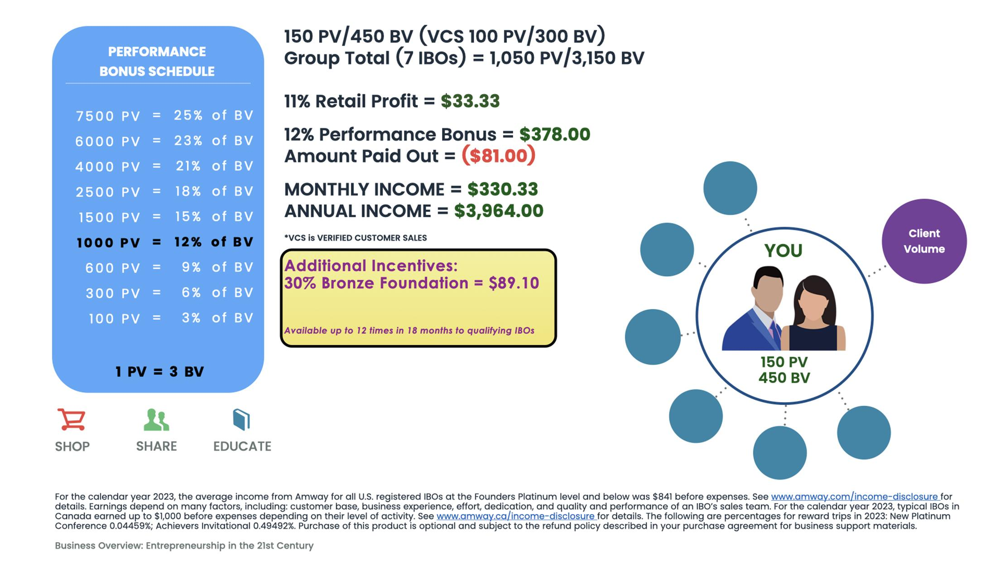 PERFORMANCE
BONUS SCHEDULE
7500 PV = 25% of BV
6000 PV = 23% of BV
4000 PV = 21% of BV
2500 PV = 18% of BV
1500 PV = 15% of BV
1000 PV = 12% of BV
600 PV = 9% of BV
300 PV = 6% of BV
100 PV = 3% of BV
1 PV = 3 BV
SHOP
SHARE
EDUCATE
150 PV/450 BV (VCS 100 PV/300 BV)
Group Total (7 IBOs) = 1,050 PV/3,150 BV
11% Retail Profit = $33.33
12% Performance Bonus = $378.00
Amount Paid Out = ($81.00)
MONTHLY INCOME = $330.33
ANNUAL INCOME = $3,964.00
*VCS is VERIFIED CUSTOMER SALES
Additional Incentives:
30% Bronze Foundation = $89.10
Available up to 12 times in 18 months to qualifying IBOs
Client
Volume
YOU
150 PV
450 BV
For the calendar year 2023, the average income from Amway for all U.S. registered IBOs at the Founders Platinum level and below was $841 before expenses. See www.amway.com/income-disclosure for
details. Earnings depend on many factors, including: customer base, business experience, effort, dedication, and quality and performance of an IBO's sales team. For the calendar year 2023, typical IBOs in
Canada earned up to $1,000 before expenses depending on their level of activity. See www.amway.ca/income-disclosure for details. The following are percentages for reward trips in 2023: New Platinum
Conference 0.04459%; Achievers Invitational 0.49492%. Purchase of this product is optional and subject to the refund policy described in your purchase agreement for business support materials.
Business Overview: Entrepreneurship in the 21st Century